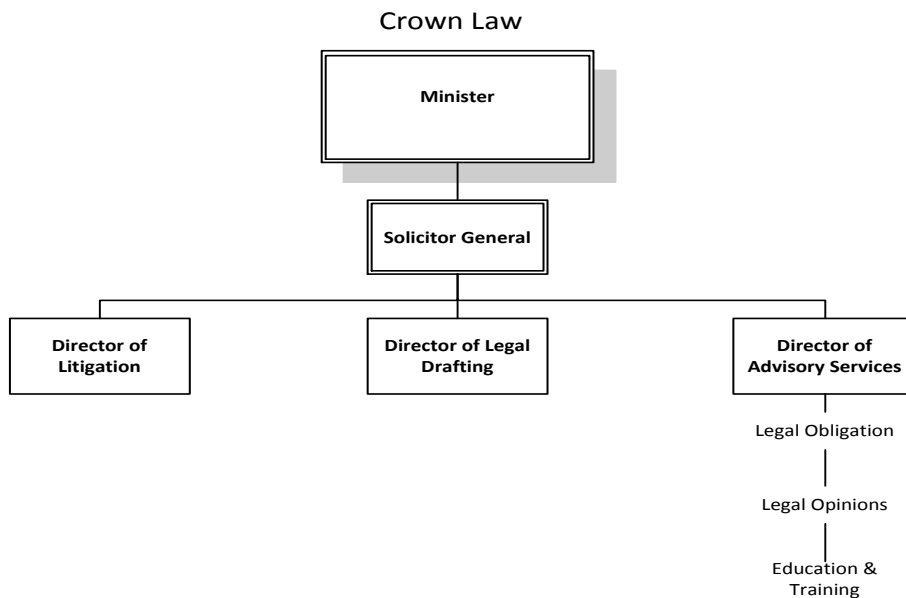 Crown Law
Minister
Solicitor General
Director of
Litigation
Director of Legal
Drafting
Director of
Advisory Services
Legal Obligation
Legal Opinions
Education &
Training